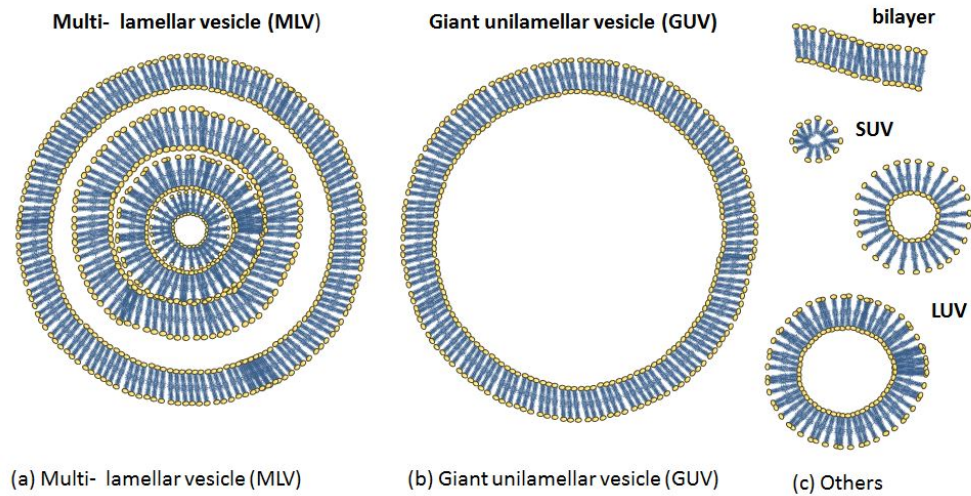 Multi- lamellar vesicle (MLV)
Giant unilamellar vesicle (GUV)
bilayer
SUV
LUV
(a) Multi- lamellar vesicle (MLV)
(b) Giant unilamellar vesicle (GUV)
(c) Others